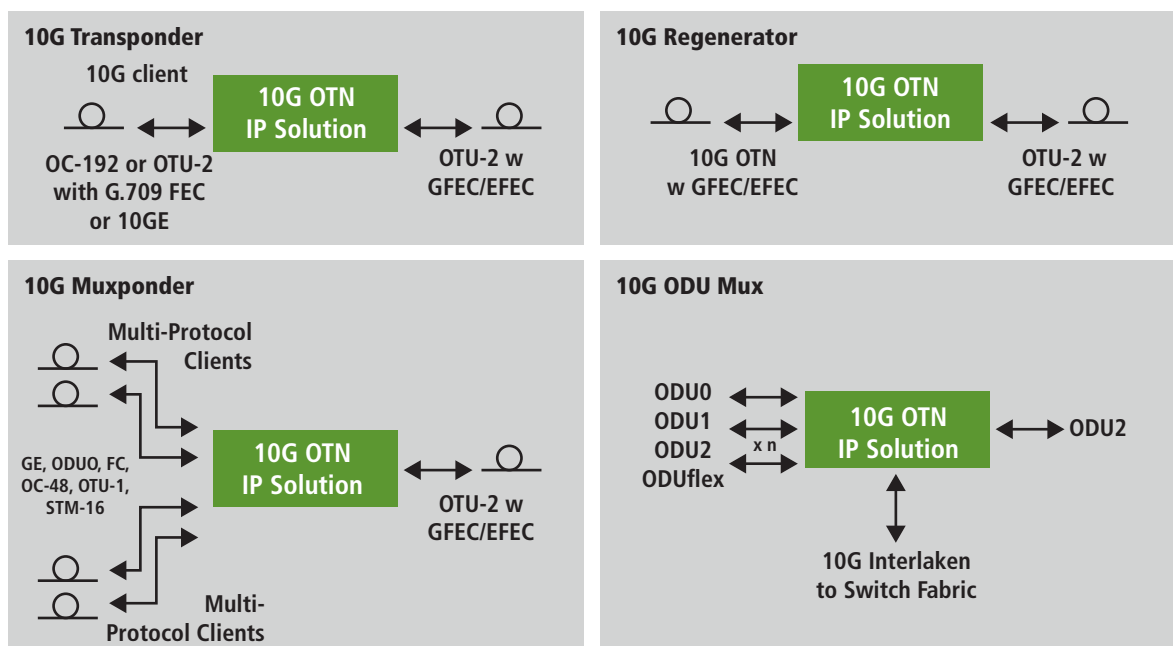 10G Transponder
10G client
10G OTN
IP Solution
OC-192 or OTU-2
with G.709 FEC
or 10GE
OTU-2 w
GFEC/EFEC
10G Regenerator
10G OTN
IP Solution
10G OTN
w GFEC/EFEC
OTU-2 w
GFEC/EFEC
10G Muxponder
Multi-Protocol
Clients
GE, ODUO, FC,
OC-48, OTU-1,
STM-16
10G OTN
IP Solution
OTU-2 w
GFEC/EFEC
Multi-
Protocol Clients
10G ODU Mux
ODU0
ODU1
ODU2
ODUflex
x n
10G OTN
IP Solution
ODU2
10G Interlaken
to Switch Fabric